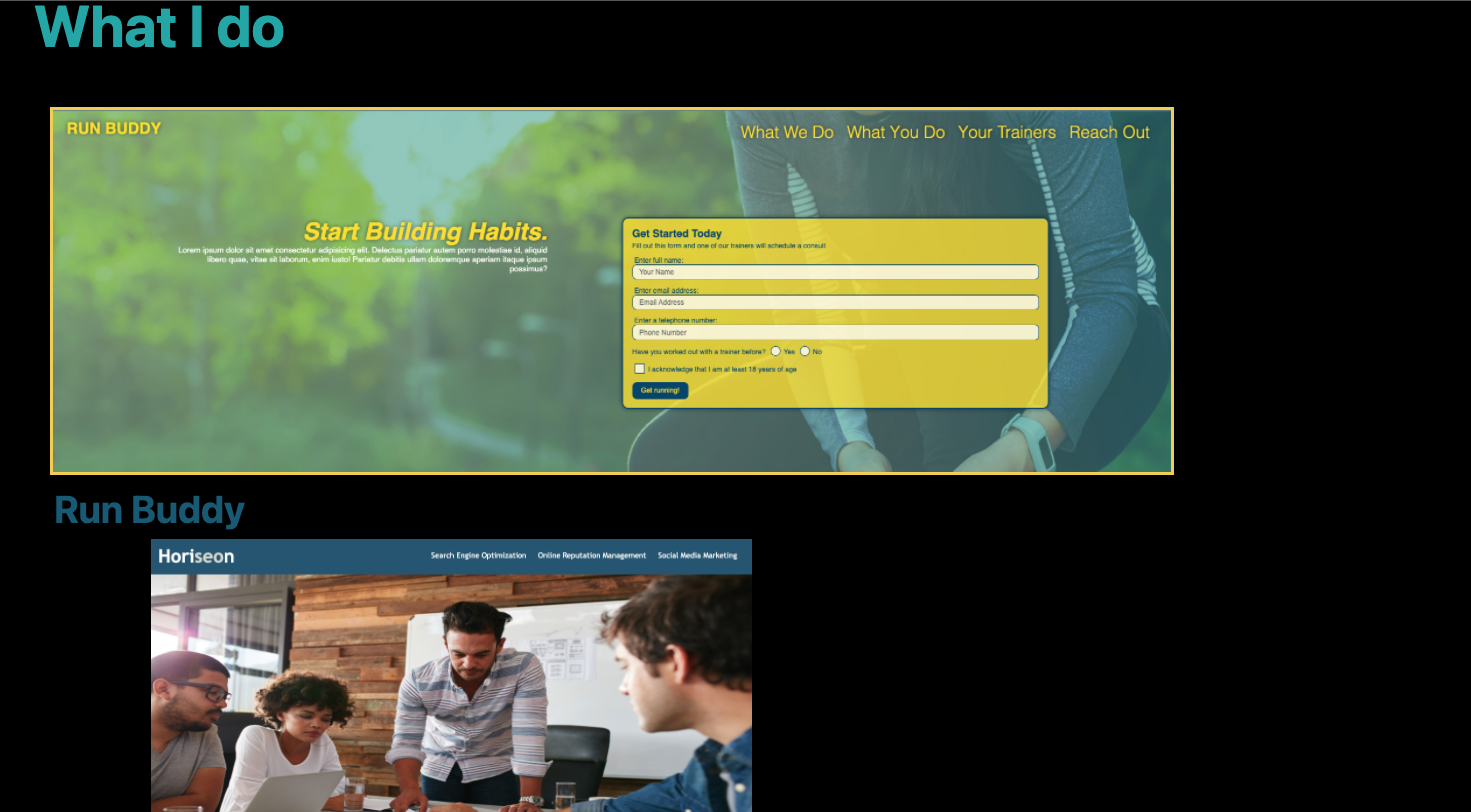 What I do
RUN BUDDY
What We Do What You Do Your Trainers Reach Out
Start Building Habits.
Lorem ipsum dolor sit amet consectetur adipisicing elit. Delectus pariatur autem porro molestiae id, aliquid
libero quae, vitae sit laborum, enim iusto! Pariatur debitis ullam doloremque aperiam itaque ipsum
possimus?
Get Started Today
Fill out this form and one of our trainers will schedule a consult
Enter full name:
Your Name
Enter email address:
Email Address
Enter a telephone number:
Phone Number
Have you worked out with a trainer before? Yes No
I acknowledge that I am at least 18 years of age
Get running!
Run Buddy
Horiseon
Search Engine Optimization Online Reputation Management Social Media Marketing